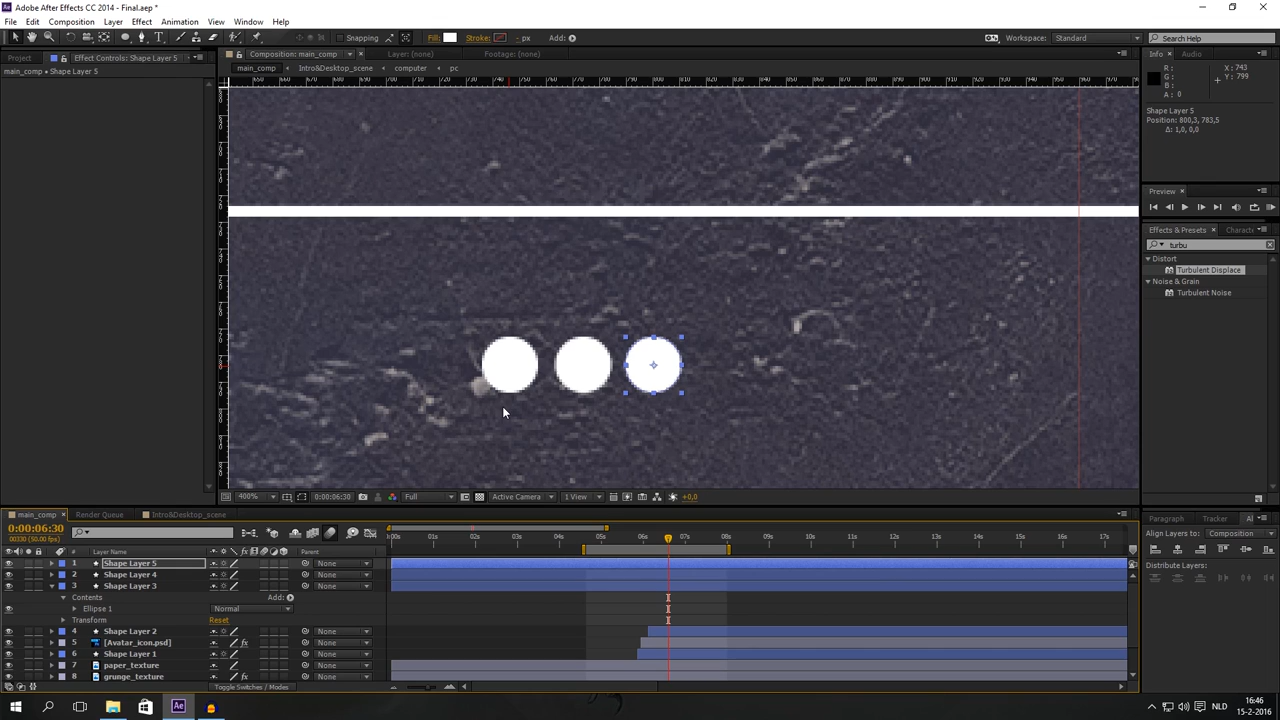 Adobe After Effects CC 2014 - Final.aep *
File Edit Composition Layer Effect Animation View Window Help
Snapping Fill: Stroke: - px Add: Workspace: Standard Search Help
Project Effect Controls: Shape Layer 5 Composition: main_comp Layer: (none) Footage: (none) Info Audio
main_comp • Shape Layer 5
main_comp Intro&Desktop_scene computer pc
R: X: 743
G: Y: 799
B:
A: 0
Shape Layer 5
Position: 800,3, 783,5
Δ: 1,0, 0,0
Preview
Effects & Presets Charact
turbu
Distort
Turbulent Displace
Noise & Grain
Turbulent Noise
400% 0:00:06:30 Full Active Camera 1 View +0,0
main_comp Render Queue Intro&Desktop_scene
0:00:06:30
00330 (50.00 fps)
01s 02s 03s 04s 05s 06s 07s 08s 09s 10s 11s 12s 13s 14s 15s 16s 17s
# Layer Name Parent
1 Shape Layer 5 None
2 Shape Layer 4 None
3 Shape Layer 3 None
Contents Add:
Ellipse 1 Normal
Transform Reset
4 Shape Layer 2 None
5 [Avatar_icon.psd] None
6 Shape Layer 1 None
7 paper_texture None
8 grunge_texture None
Toggle Switches / Modes
Paragraph Tracker Al
Align Layers to: Composition
Distribute Layers:
NLD
16:46
15-2-2016